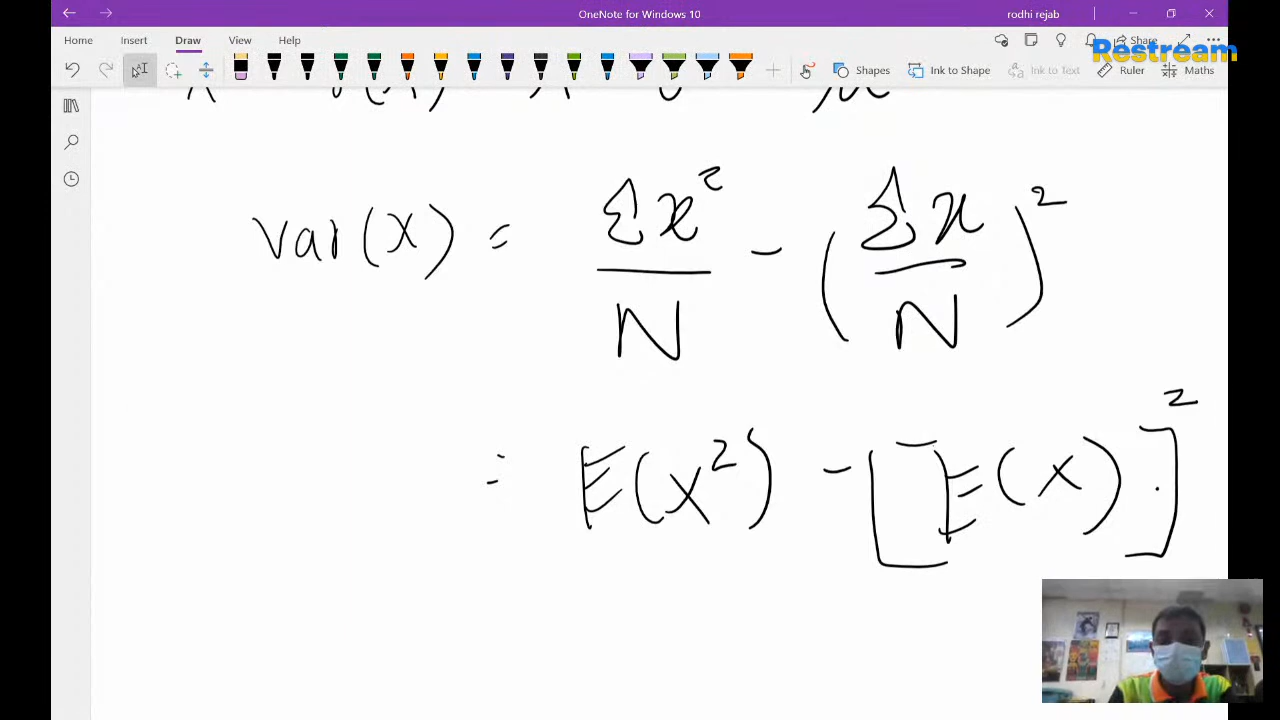 OneNote for Windows 10
rodhi rejab
Home Insert Draw View Help
Share
Restream
Shapes Ink to Shape Ink to Text Ruler Maths
var(X) = Σx² / N - (Σx / N)²
= E(X²) - [E(X)]²